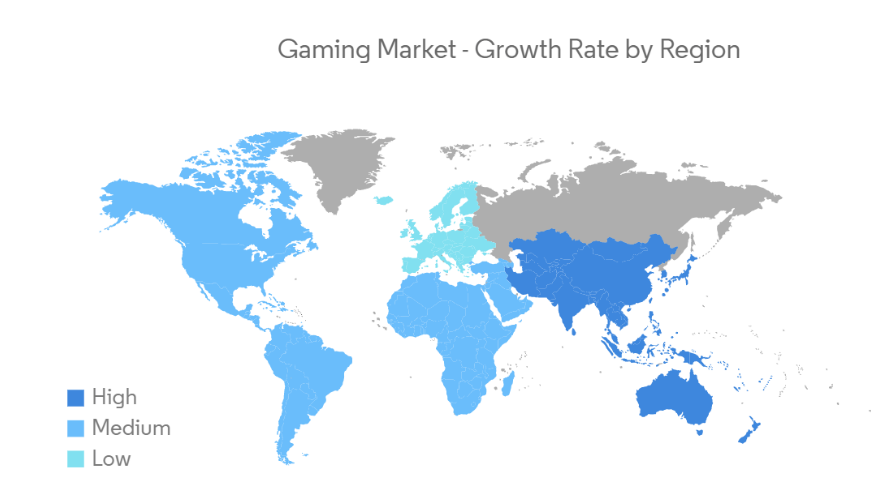 Gaming Market - Growth Rate by Region
High
Medium
Low